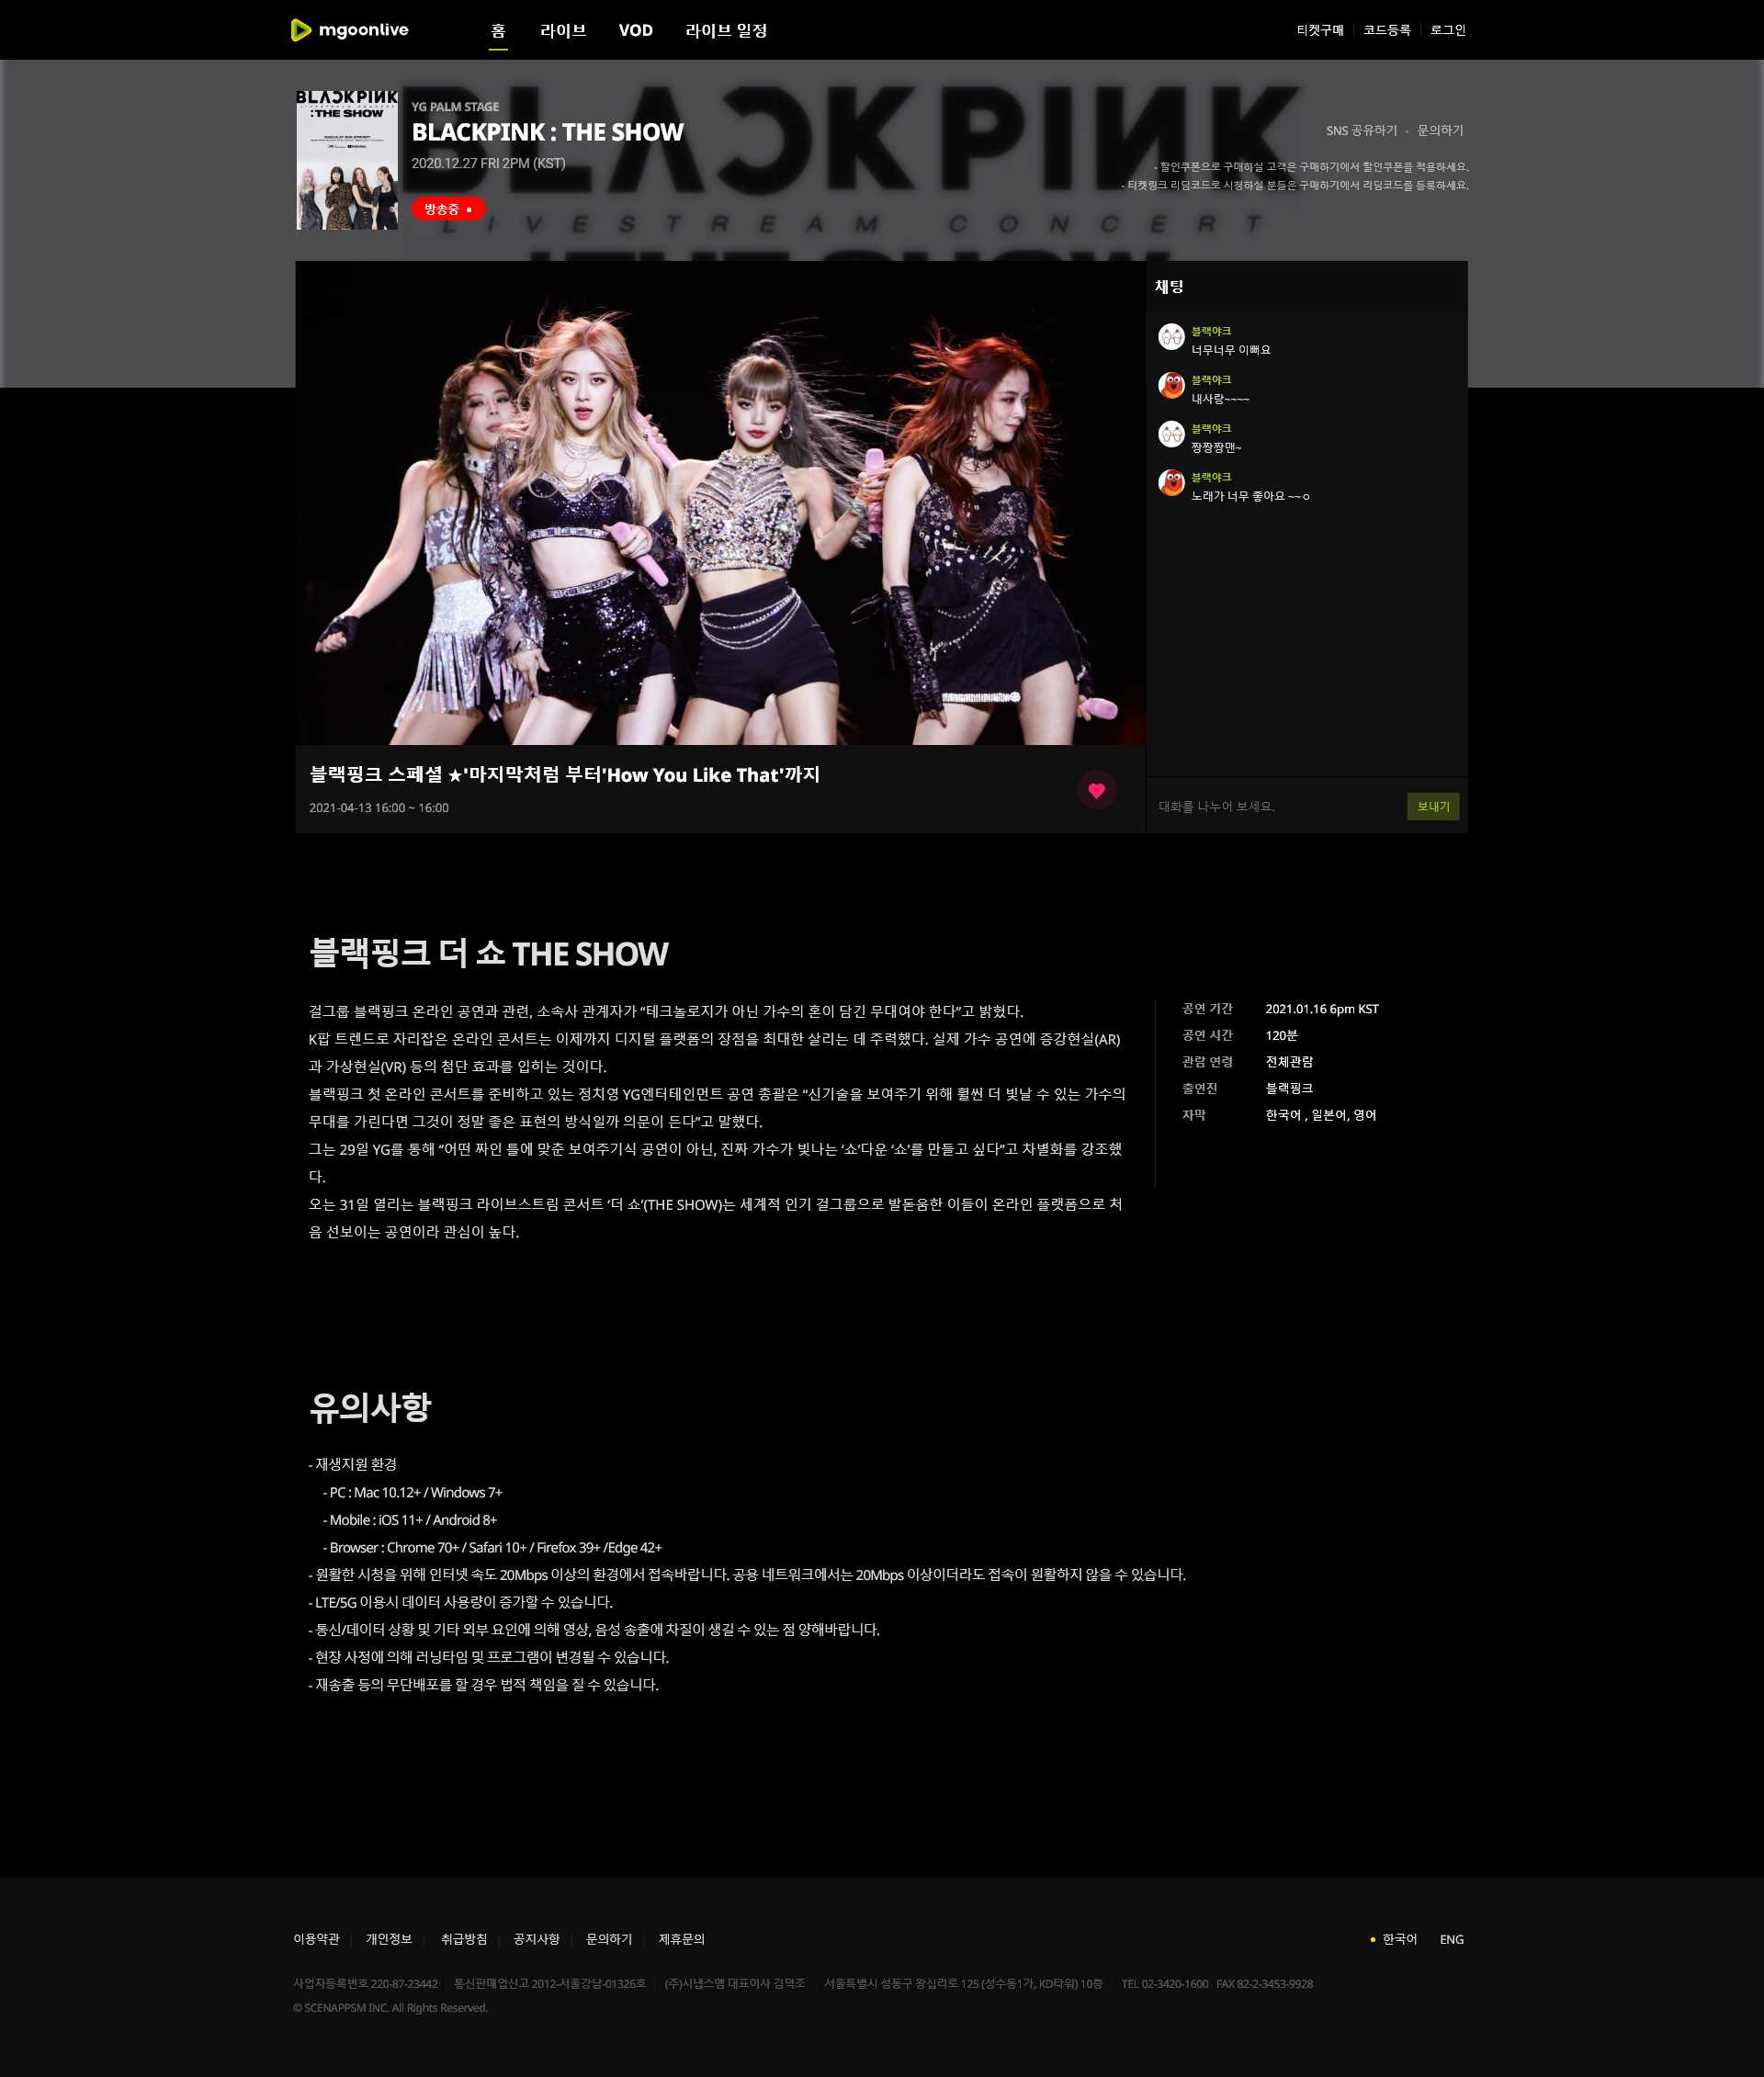 mgoonlive
홈 라이브 VOD 라이브 일정
티켓구매 코드등록 로그인
BLACKPINK
LIVESTREAM CONCERT
:THE SHOW
BLACKPINK
:THE SHOW
YG PALM STAGE
BLACKPINK : THE SHOW
2020.12.27 FRI 2PM (KST)
방송중
SNS 공유하기 • 문의하기
- 할인쿠폰으로 구매하실 고객은 구매하기에서 할인쿠폰을 적용하세요.
- 티켓링크 리딤코드로 시청하실 분들은 구매하기에서 리딤코드를 등록하세요.
채팅
블랙야크
너무너무 이뻐요
블랙야크
내사랑~~~~
블랙야크
짱짱짱맨~
블랙야크
노래가 너무 좋아요 ~~ㅇ
대화를 나누어 보세요.
보내기
블랙핑크 스페셜 ★'마지막처럼 부터'How You Like That'까지
2021-04-13 16:00 ~ 16:00
블랙핑크 더 쇼 THE SHOW
걸그룹 블랙핑크 온라인 공연과 관련, 소속사 관계자가 “테크놀로지가 아닌 가수의 혼이 담긴 무대여야 한다”고 밝혔다.
K팝 트렌드로 자리잡은 온라인 콘서트는 이제까지 디지털 플랫폼의 장점을 최대한 살리는 데 주력했다. 실제 가수 공연에 증강현실(AR)
과 가상현실(VR) 등의 첨단 효과를 입히는 것이다.
블랙핑크 첫 온라인 콘서트를 준비하고 있는 정치영 YG엔터테인먼트 공연 총괄은 “신기술을 보여주기 위해 훨씬 더 빛날 수 있는 가수의
무대를 가린다면 그것이 정말 좋은 표현의 방식일까 의문이 든다”고 말했다.
그는 29일 YG를 통해 “어떤 짜인 틀에 맞춘 보여주기식 공연이 아닌, 진짜 가수가 빛나는 ‘쇼’다운 ‘쇼’를 만들고 싶다”고 차별화를 강조했
다.
오는 31일 열리는 블랙핑크 라이브스트림 콘서트 ‘더 쇼’(THE SHOW)는 세계적 인기 걸그룹으로 발돋움한 이들이 온라인 플랫폼으로 처
음 선보이는 공연이라 관심이 높다.
공연 기간 2021.01.16 6pm KST
공연 시간 120분
관람 연령 전체관람
출연진 블랙핑크
자막 한국어 , 일본어, 영어
유의사항
- 재생지원 환경
- PC : Mac 10.12+ / Windows 7+
- Mobile : iOS 11+ / Android 8+
- Browser : Chrome 70+ / Safari 10+ / Firefox 39+ /Edge 42+
- 원활한 시청을 위해 인터넷 속도 20Mbps 이상의 환경에서 접속바랍니다. 공용 네트워크에서는 20Mbps 이상이더라도 접속이 원활하지 않을 수 있습니다.
- LTE/5G 이용시 데이터 사용량이 증가할 수 있습니다.
- 통신/데이터 상황 및 기타 외부 요인에 의해 영상, 음성 송출에 차질이 생길 수 있는 점 양해바랍니다.
- 현장 사정에 의해 러닝타임 및 프로그램이 변경될 수 있습니다.
- 재송출 등의 무단배포를 할 경우 법적 책임을 질 수 있습니다.
이용약관 | 개인정보 | 취급방침 | 공지사항 | 문의하기 | 제휴문의
• 한국어 ENG
사업자등록번호 220-87-23442 통신판매업신고 2012-서울강남-01326호 (주)시냅스엠 대표이사 김덕조 서울특별시 성동구 왕십리로 125 (성수동1가, KD타워) 10층 TEL 02-3420-1600 FAX 82-2-3453-9928
© SCENAPPSM INC. All Rights Reserved.